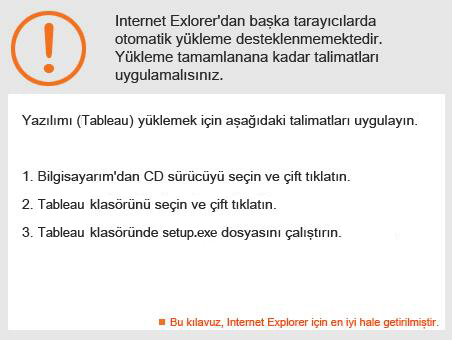 Internet Exlorer'dan başka tarayıcılarda
otomatik yükleme desteklenmemektedir.
Yükleme tamamlanana kadar talimatları
uygulamalısınız.
Yazılımı (Tableau) yüklemek için aşağıdaki talimatları uygulayın.
1. Bilgisayarım'dan CD sürücüyü seçin ve çift tıklatın.
2. Tableau klasörünü seçin ve çift tıklatın.
3. Tableau klasöründe setup.exe dosyasını çalıştırın.
Bu kılavuz, Internet Explorer için en iyi hale getirilmiştir.